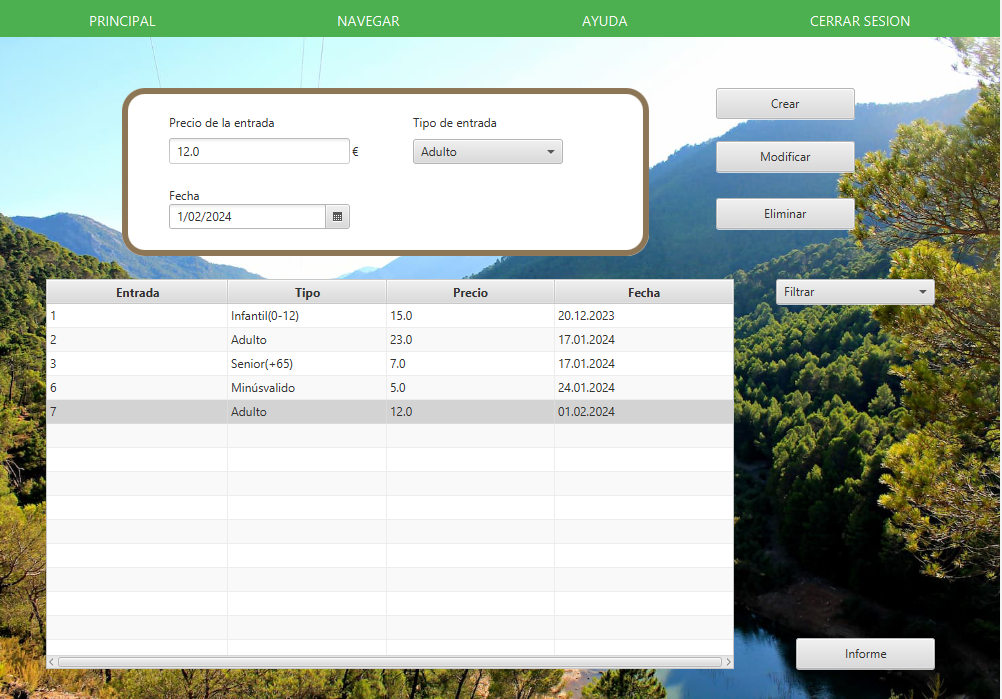 PRINCIPAL NAVEGAR AYUDA CERRAR SESION
Precio de la entrada Tipo de entrada
12.0 € Adulto
Fecha
1/02/2024
Crear
Modificar
Eliminar
Filtrar
Entrada Tipo Precio Fecha
1 Infantil(0-12) 15.0 20.12.2023
2 Adulto 23.0 17.01.2024
3 Senior(+65) 7.0 17.01.2024
6 Minúsvalido 5.0 24.01.2024
7 Adulto 12.0 01.02.2024
Informe